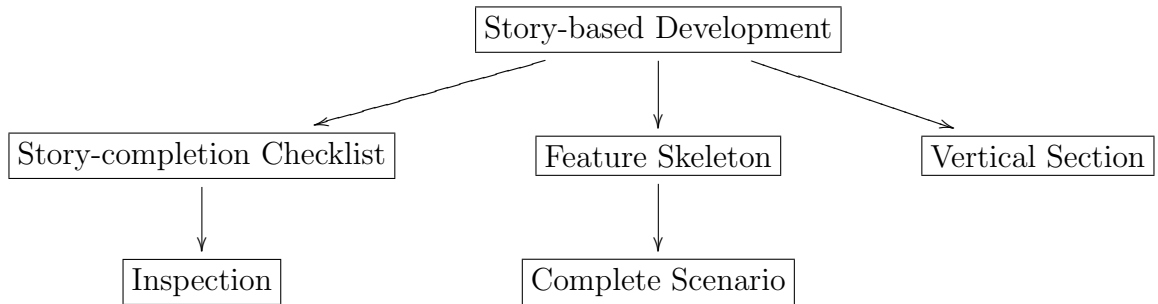 Story-based Development
Story-completion Checklist
Feature Skeleton
Vertical Section
Inspection
Complete Scenario